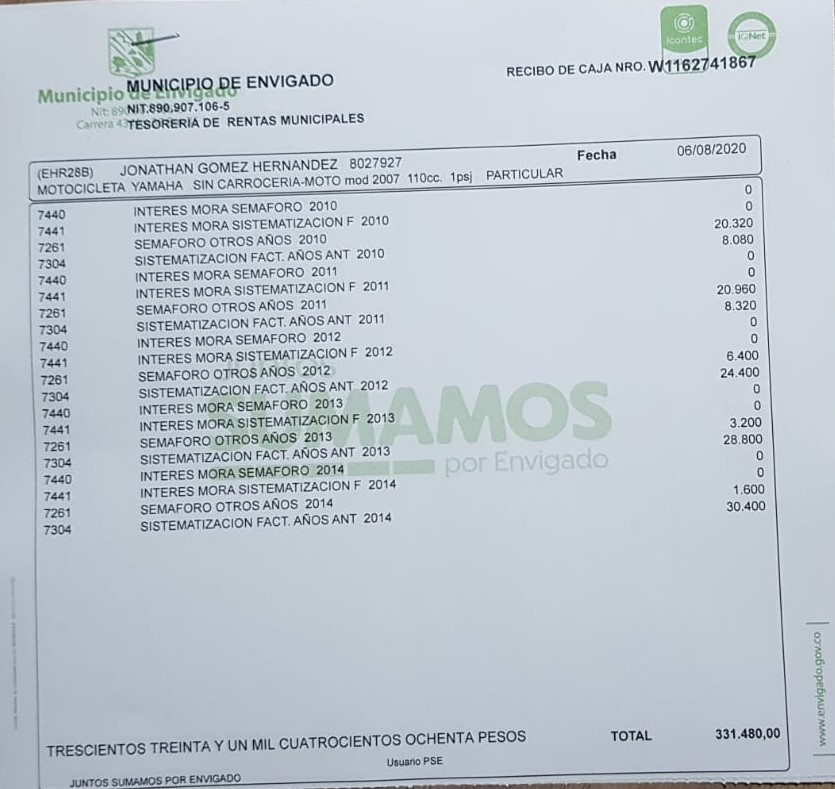 icontec
IQNet
MUNICIPIO DE ENVIGADO
RECIBO DE CAJA NRO. W1162741867
Municipio de Envigado
NIT.890,907.106-5
TESORERIA DE RENTAS MUNICIPALES
(EHR28B) JONATHAN GOMEZ HERNANDEZ 8027927 Fecha 06/08/2020
MOTOCICLETA YAMAHA SIN CARROCERIA-MOTO mod 2007 110cc. 1psj PARTICULAR
7440 INTERES MORA SEMAFORO 2010 0
7441 INTERES MORA SISTEMATIZACION F 2010 0
7261 SEMAFORO OTROS AÑOS 2010 20.320
7304 SISTEMATIZACION FACT. AÑOS ANT 2010 8.080
7440 INTERES MORA SEMAFORO 2011 0
7441 INTERES MORA SISTEMATIZACION F 2011 0
7261 SEMAFORO OTROS AÑOS 2011 20.960
7304 SISTEMATIZACION FACT. AÑOS ANT 2011 8.320
7440 INTERES MORA SEMAFORO 2012 0
7441 INTERES MORA SISTEMATIZACION F 2012 0
7261 SEMAFORO OTROS AÑOS 2012 6.400
7304 SISTEMATIZACION FACT. AÑOS ANT 2012 24.400
7440 INTERES MORA SEMAFORO 2013 0
7441 INTERES MORA SISTEMATIZACION F 2013 0
7261 SEMAFORO OTROS AÑOS 2013 3.200
7304 SISTEMATIZACION FACT. AÑOS ANT 2013 28.800
7440 INTERES MORA SEMAFORO 2014 0
7441 INTERES MORA SISTEMATIZACION F 2014 0
7261 SEMAFORO OTROS AÑOS 2014 1.600
7304 SISTEMATIZACION FACT. AÑOS ANT 2014 30.400
SUMAMOS
por Envigado
TRESCIENTOS TREINTA Y UN MIL CUATROCIENTOS OCHENTA PESOS TOTAL 331.480,00
Usuario PSE
JUNTOS SUMAMOS POR ENVIGADO
www.envigado.gov.co